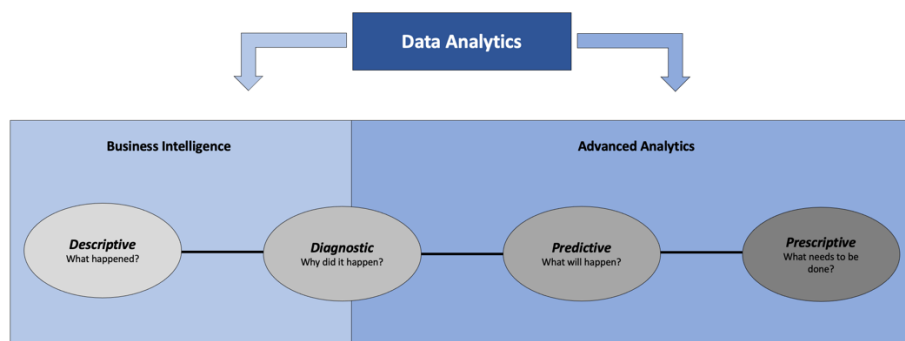 Data Analytics
Business Intelligence
Advanced Analytics
Descriptive
What happened?
Diagnostic
Why did it happen?
Predictive
What will happen?
Prescriptive
What needs to be
done?